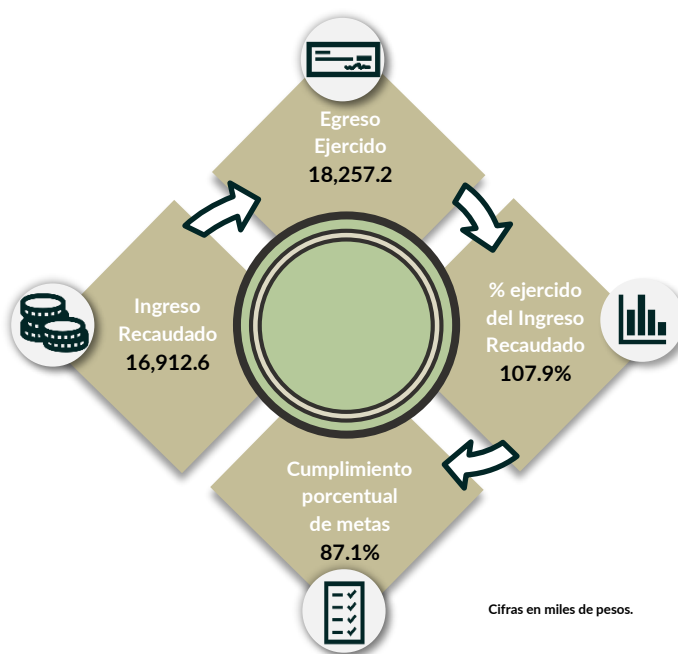 Egreso
Ejercido
18,257.2
Ingreso
Recaudado
16,912.6
% ejercido
del Ingreso
Recaudado
107.9%
Cumplimiento
porcentual
de metas
87.1%
Cifras en miles de pesos.